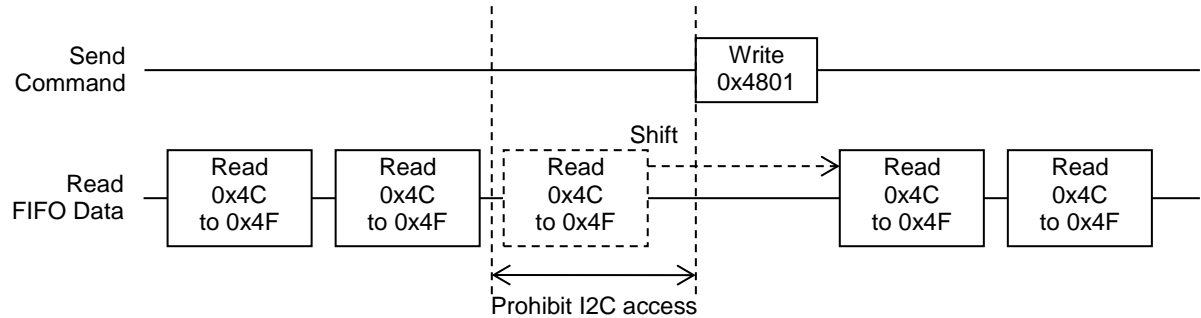 Send
Command
Write
0x4801
Shift
Read
FIFO Data
Read
0x4C
to 0x4F
Read
0x4C
to 0x4F
Read
0x4C
to 0x4F
Read
0x4C
to 0x4F
Read
0x4C
to 0x4F
Prohibit I2C access